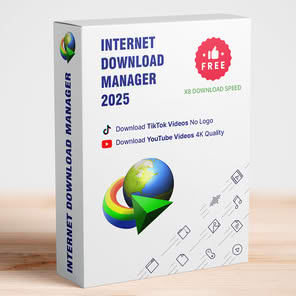 INTERNET
DOWNLOAD
MANAGER
2025
FREE
X8 DOWNLOAD SPEED
Download TikTok Videos No Logo
Download YouTube Videos 4K Quality
INTERNET DOWNLOAD MANAGER